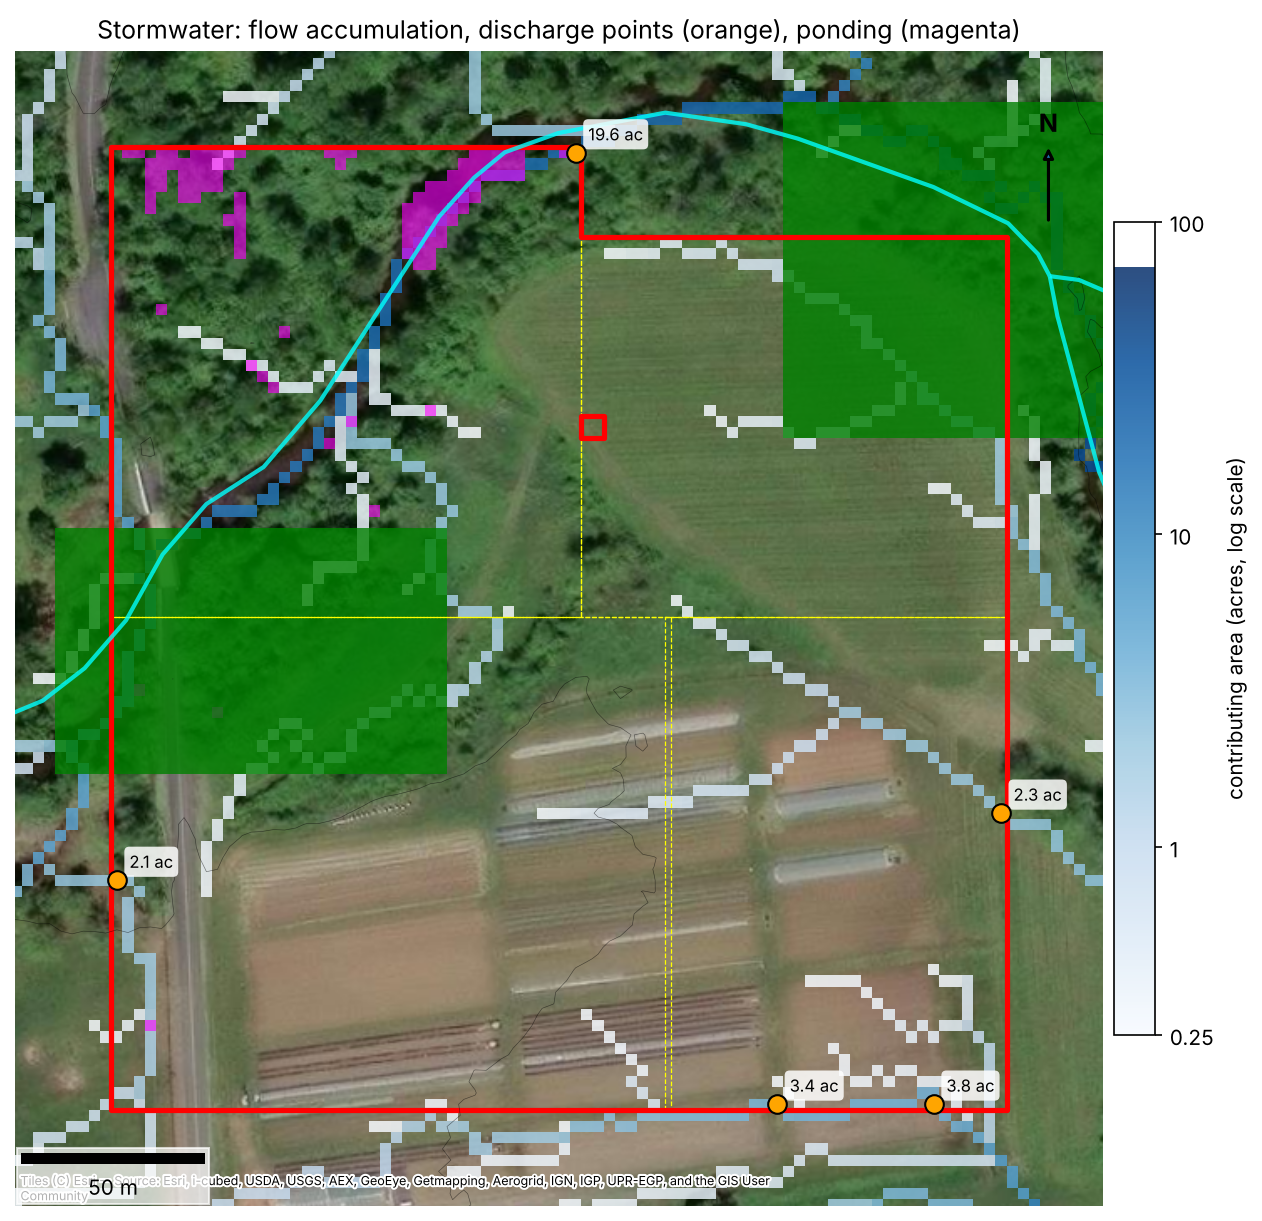 Stormwater: flow accumulation, discharge points (orange), ponding (magenta)
19.6 ac
N
100
10
contributing area (acres, log scale)
2.3 ac
1
2.1 ac
3.4 ac
3.8 ac
0.25
Tiles (C) Esri -- Source: Esri, i-cubed, USDA, USGS, AEX, GeoEye, Getmapping, Aerogrid, IGN, IGP, UPR-EGP, and the GIS User
Community
50 m